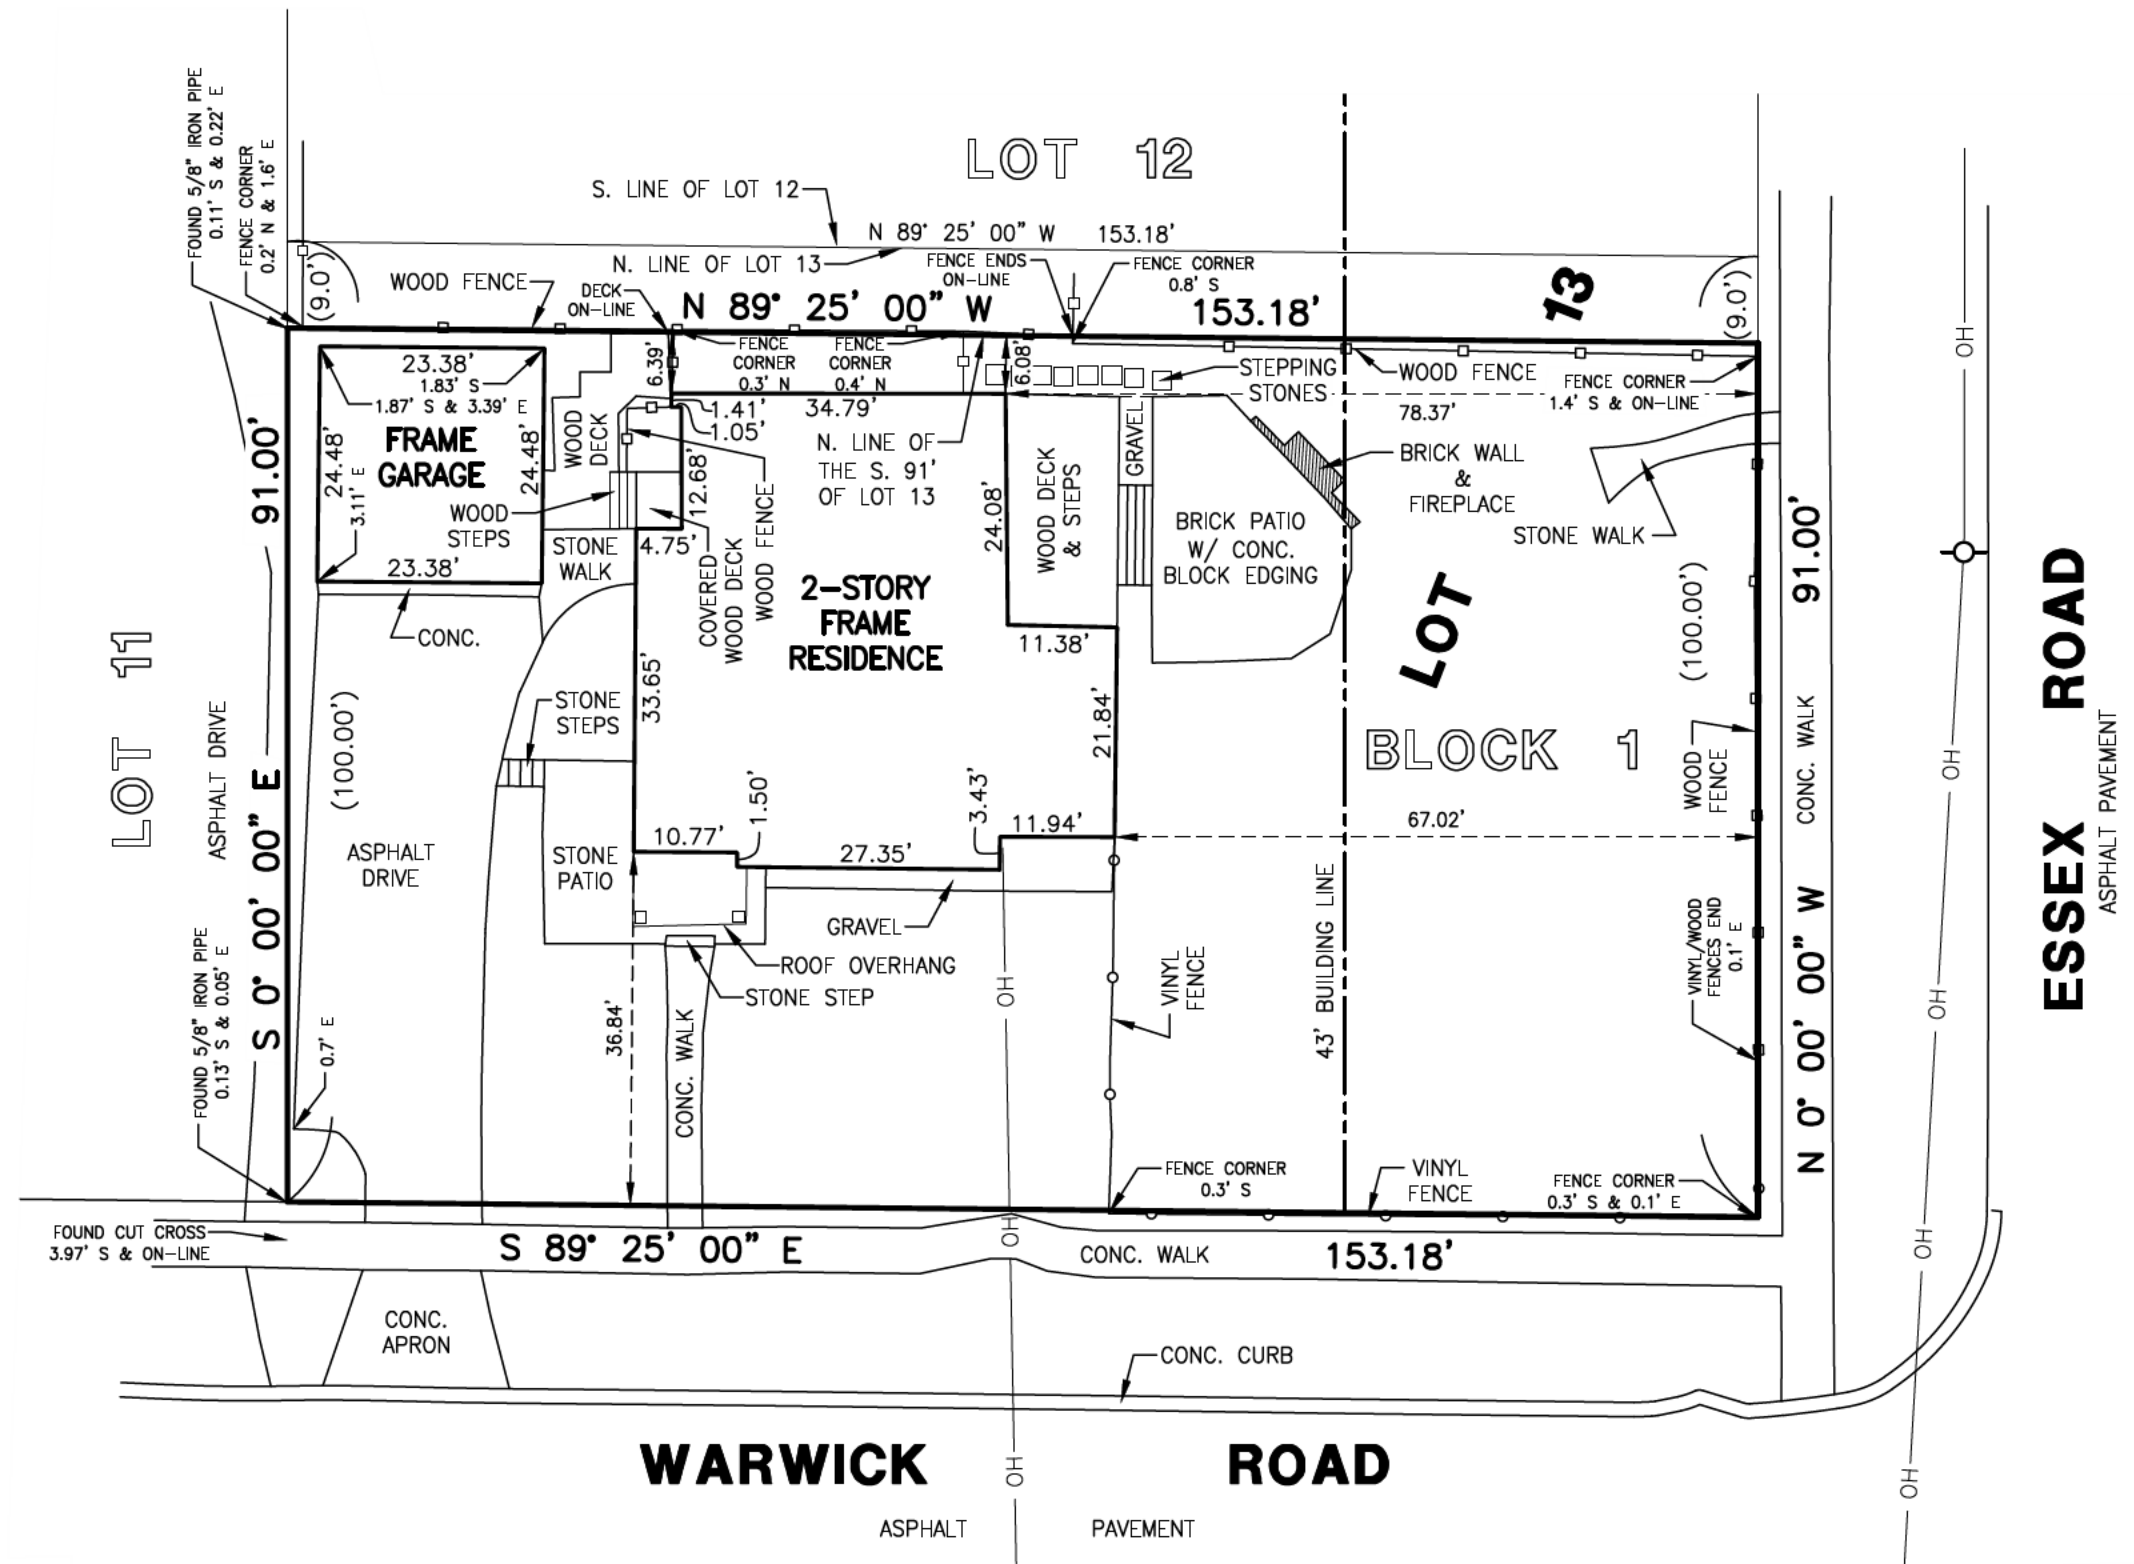 LOT 12
S. LINE OF LOT 12
N 89° 25' 00" W 153.18'
N. LINE OF LOT 13
FENCE ENDS
ON-LINE
FENCE CORNER
0.8' S
FOUND 5/8" IRON PIPE
0.11' S & 0.22' E
FENCE CORNER
0.2' N & 1.6' E
(9.0')
WOOD FENCE
DECK
ON-LINE
N 89° 25' 00" W
153.18'
13
(9.0')
23.38'
1.83' S
1.87' S & 3.39' E
FRAME
GARAGE
24.48'
3.11' E
24.48'
23.38'
WOOD
DECK
6.39'
FENCE
CORNER
0.3' N
FENCE
CORNER
0.4' N
6.08'
1.41'
1.05'
34.79'
N. LINE OF
THE S. 91'
OF LOT 13
STEPPING
STONES
WOOD FENCE
FENCE CORNER
1.4' S & ON-LINE
78.37'
GRAVEL
BRICK WALL
&
FIREPLACE
STONE WALK
WOOD
STEPS
12.68'
4.75'
STONE
WALK
COVERED
WOOD DECK
WOOD FENCE
24.08'
WOOD DECK
& STEPS
BRICK PATIO
W/ CONC.
BLOCK EDGING
91.00'
S 0° 00' 00" E
91.00'
N 0° 00' 00" W
2-STORY
FRAME
RESIDENCE
CONC.
11.38'
LOT
(100.00')
LOT 11
ASPHALT DRIVE
(100.00')
STONE
STEPS
33.65'
21.84'
BLOCK 1
WOOD
FENCE
CONC. WALK
ESSEX ROAD
ASPHALT PAVEMENT
1.50'
3.43'
10.77'
27.35'
11.94'
67.02'
ASPHALT
DRIVE
STONE
PATIO
GRAVEL
ROOF OVERHANG
STONE STEP
36.84'
CONC. WALK
VINYL
FENCE
43' BUILDING LINE
VINYL/WOOD
FENCES END
0.1' E
FOUND 5/8" IRON PIPE
0.13' S & 0.05' E
0.7' E
FENCE CORNER
0.3' S
VINYL
FENCE
FENCE CORNER
0.3' S & 0.1' E
FOUND CUT CROSS
3.97' S & ON-LINE
S 89° 25' 00" E
CONC. WALK
153.18'
CONC.
APRON
CONC. CURB
WARWICK ROAD
ASPHALT PAVEMENT
OH
OH
OH
OH
OH
OH
OH
OH